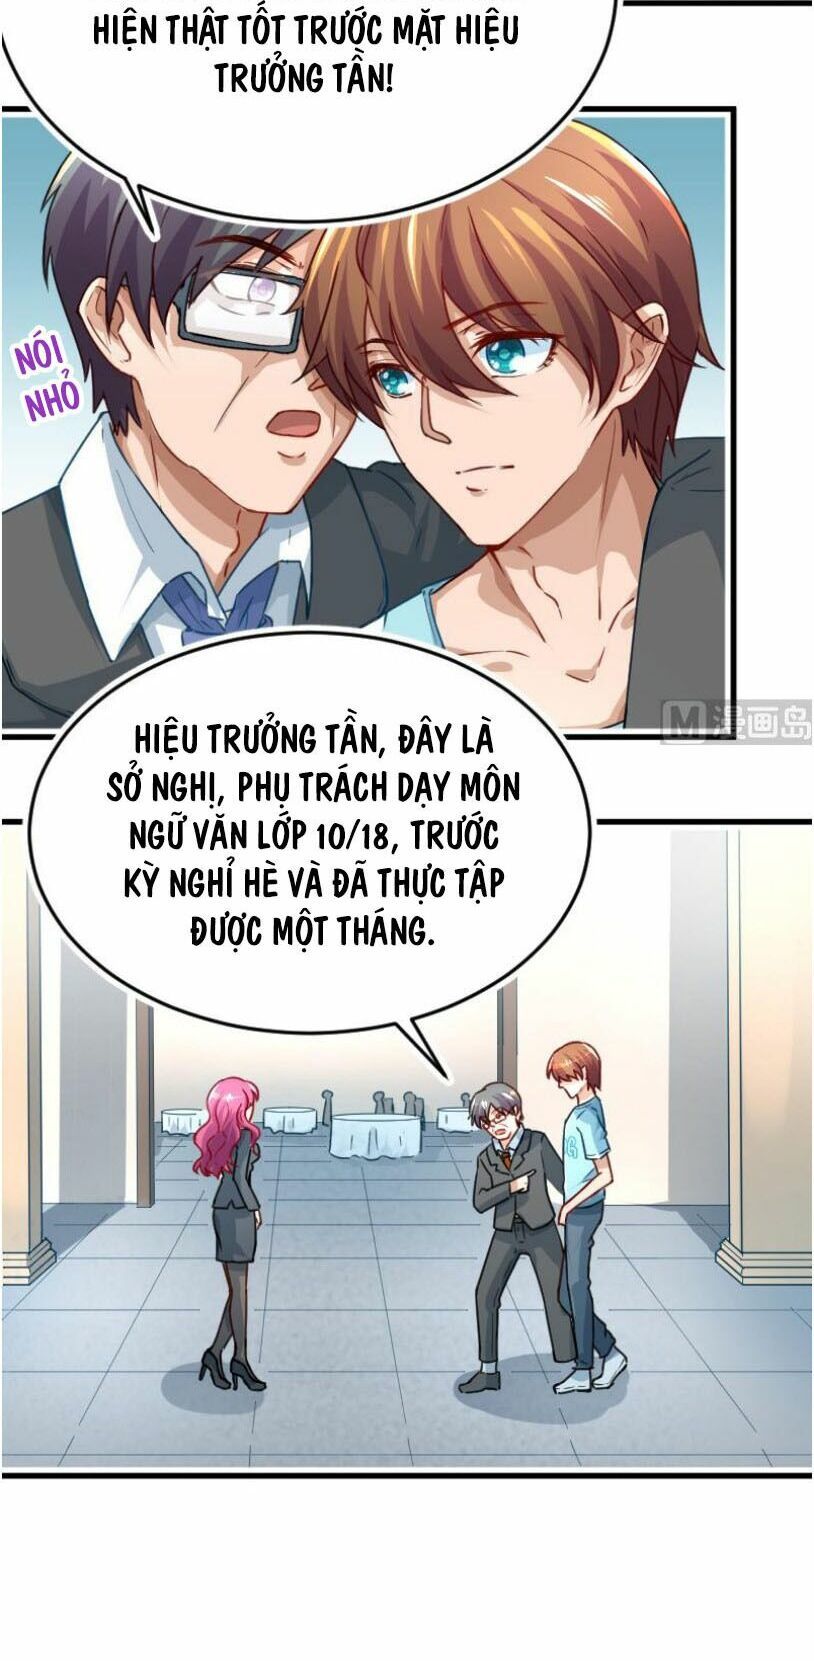 HIỆN THẬT TỐT TRƯỚC MẶT HIỆU
TRƯỞNG TẦN!
NÓI
NHỎ
M 漫画岛
HIỆU TRƯỞNG TẦN, ĐÂY LÀ
SỞ NGHỊ, PHỤ TRÁCH DẠY MÔN
NGỮ VĂN LỚP 10/18, TRƯỚC
KỲ NGHỈ HÈ VÀ ĐÃ THỰC TẬP
ĐƯỢC MỘT THÁNG.